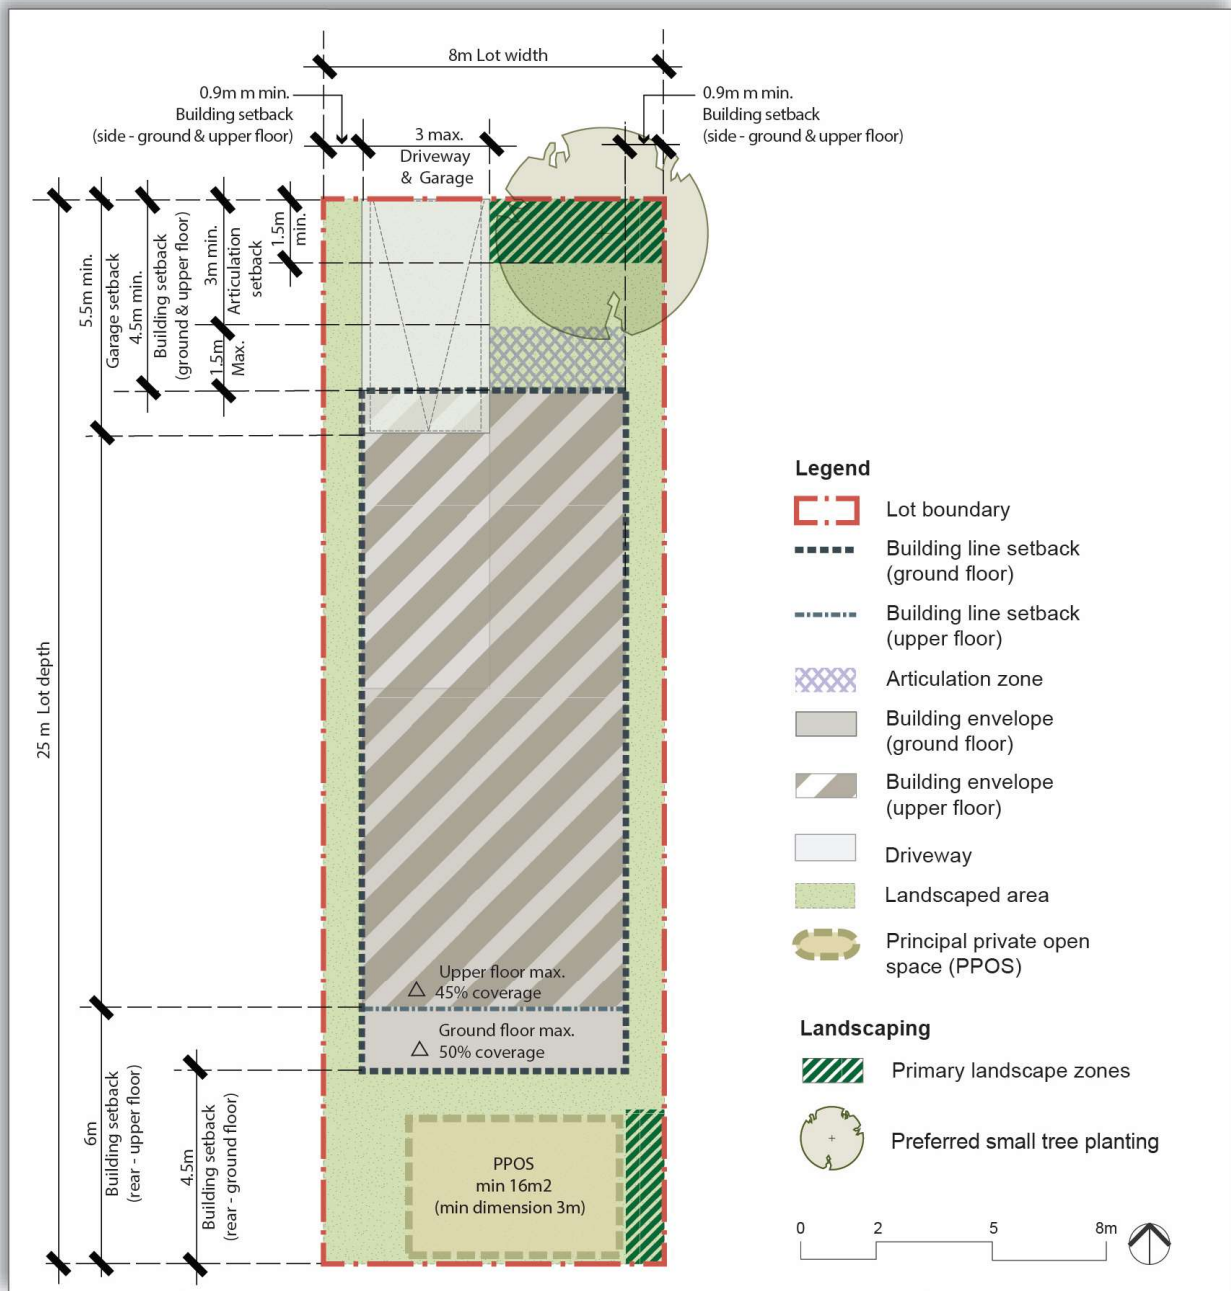 8m Lot width
0.9m m min.
Building setback
(side - ground & upper floor)
3 max.
Driveway
& Garage
0.9m m min.
Building setback
(side - ground & upper floor)
25 m  Lot depth
5.5m min.
Garage setback
4.5m min.
Building setback
(ground & upper floor)
3m min.
Articulation
setback
1.5m
Max.
1.5m
min.
Upper floor max.
45% coverage
Ground floor max.
50% coverage
6m
Building setback
(rear - upper floor)
4.5m
Building setback
(rear - ground floor)
PPOS
min 16m2
(min dimension 3m)
Legend
Lot boundary
Building line setback
(ground floor)
Building line setback
(upper floor)
Articulation zone
Building envelope
(ground floor)
Building envelope
(upper floor)
Driveway
Landscaped area
Principal private open
space (PPOS)
Landscaping
Primary landscape zones
Preferred small tree planting
0 2 5 8m